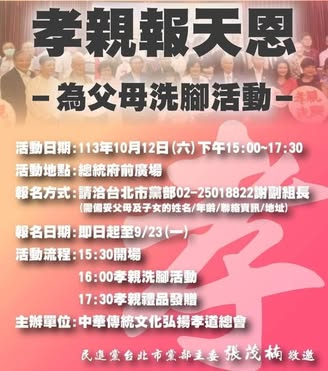 孝親報天恩
-為父母洗腳活動-
活動日期:113年10月12日(六)下午15:00~17:30
活動地點:總統府前廣場
報名方式:請洽台北市黨部02-25018822謝副組長
(需備妥父母及子女的姓名/年齡/聯絡資訊/地址)
報名日期:即日起至9/23(一)
活動流程:15:30開場
16:00孝親洗腳活動
17:30孝親禮品發贈
主辦單位:中華傳統文化弘揚孝道總會
民進黨台北市黨部主委 張茂楠 敬邀
孝